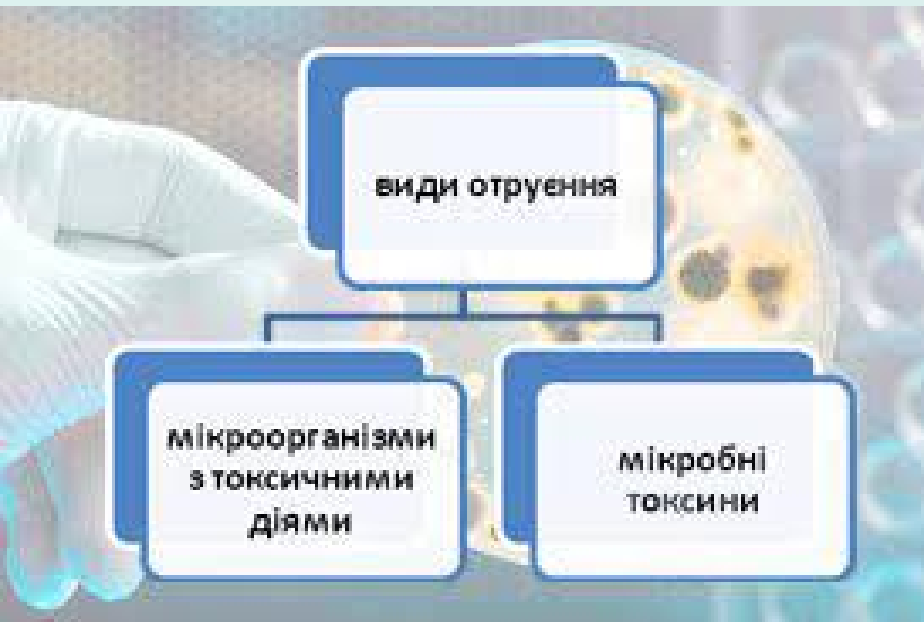 види отруєння
мікроорганізми
з токсичними
діями
мікробні
токсини